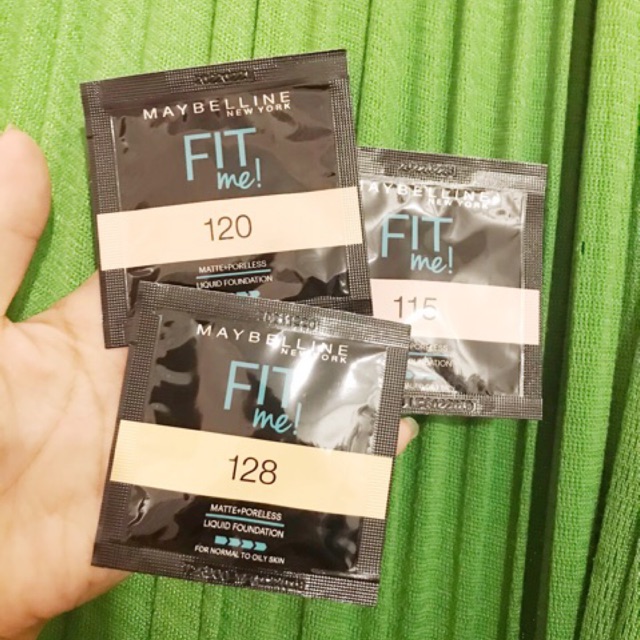 MAYBELLINE
NEW YORK
FIT
me!
120
MATTE+PORELESS
LIQUID FOUNDATION
MAYBELLINE
NEW YORK
FIT
me!
115
MAYBELLINE
NEW YORK
FIT
me!
128
MATTE+PORELESS
LIQUID FOUNDATION
FOR NORMAL TO OILY SKIN